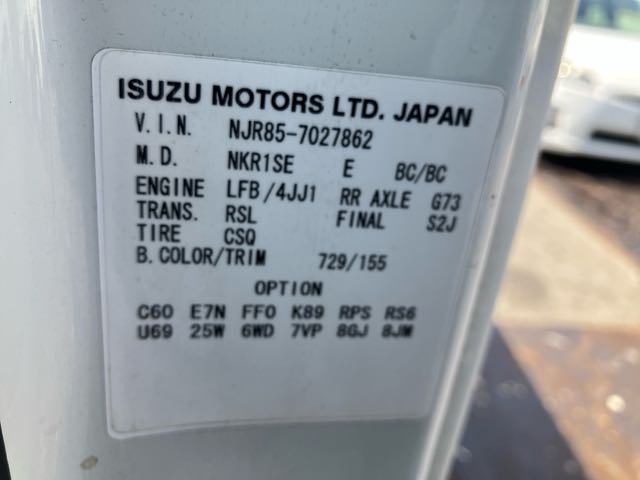 ISUZU MOTORS LTD. JAPAN
V.I.N. NJR85-7027862
M.D. NKR1SE E BC/BC
ENGINE LFB/4JJ1 RR AXLE G73
TRANS. RSL FINAL S2J
TIRE CSQ
B.COLOR/TRIM 729/155
OPTION
C60 E7N FF0 K89 RPS RS6
U69 25W 6WD 7VP 8GJ 8JM